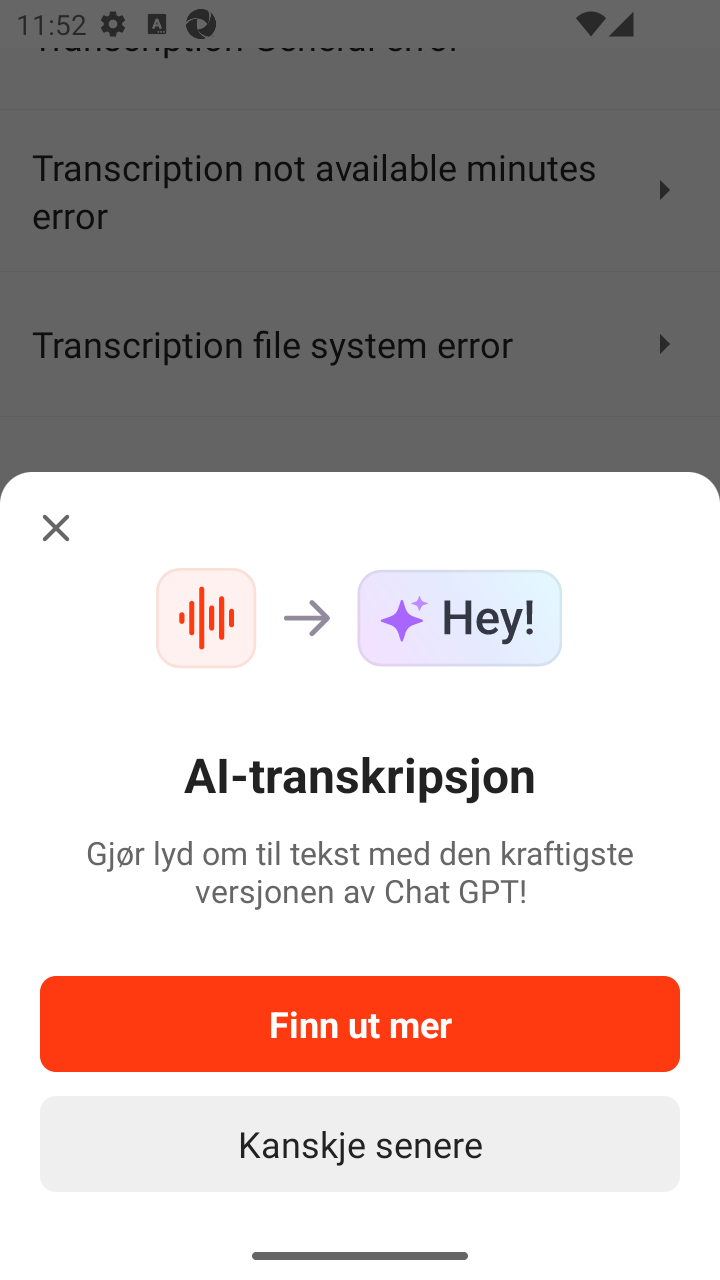 11:52
Transcription General error
Transcription not available minutes
error
Transcription file system error
Hey!
AI-transkripsjon
Gjør lyd om til tekst med den kraftigste
versjonen av Chat GPT!
Finn ut mer
Kanskje senere